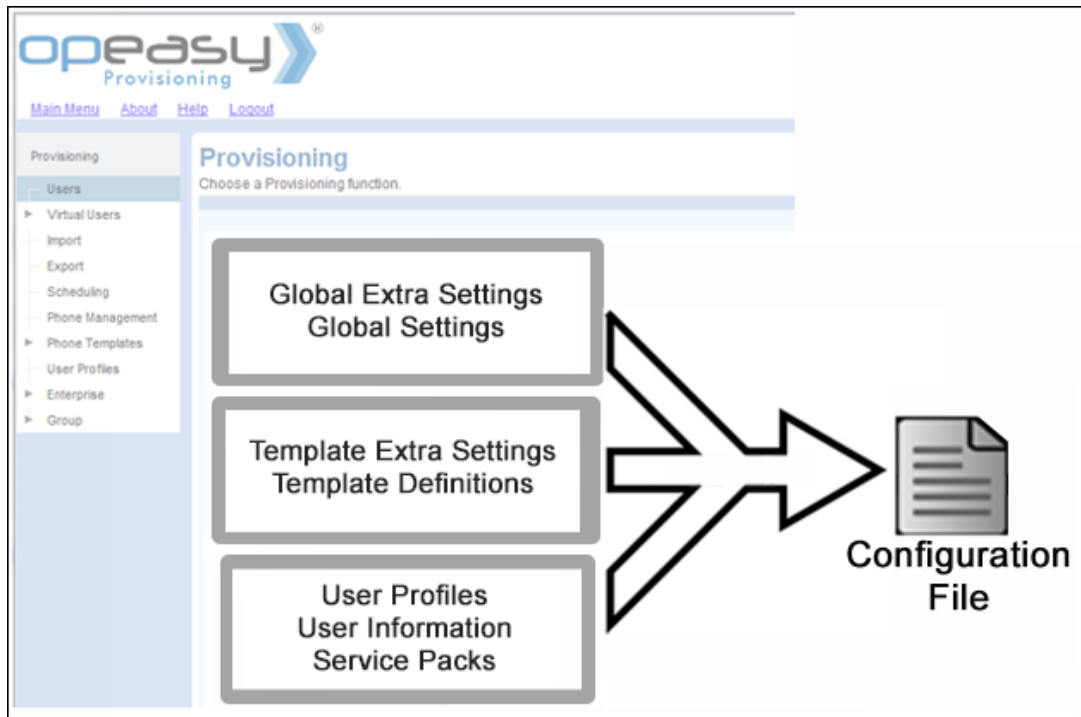 opeasy®
Provisioning
Main Menu About Help Logout
Provisioning
Users
Virtual Users
Import
Export
Scheduling
Phone Management
Phone Templates
User Profiles
Enterprise
Group
Provisioning
Choose a Provisioning function.
Global Extra Settings
Global Settings
Template Extra Settings
Template Definitions
User Profiles
User Information
Service Packs
Configuration
File